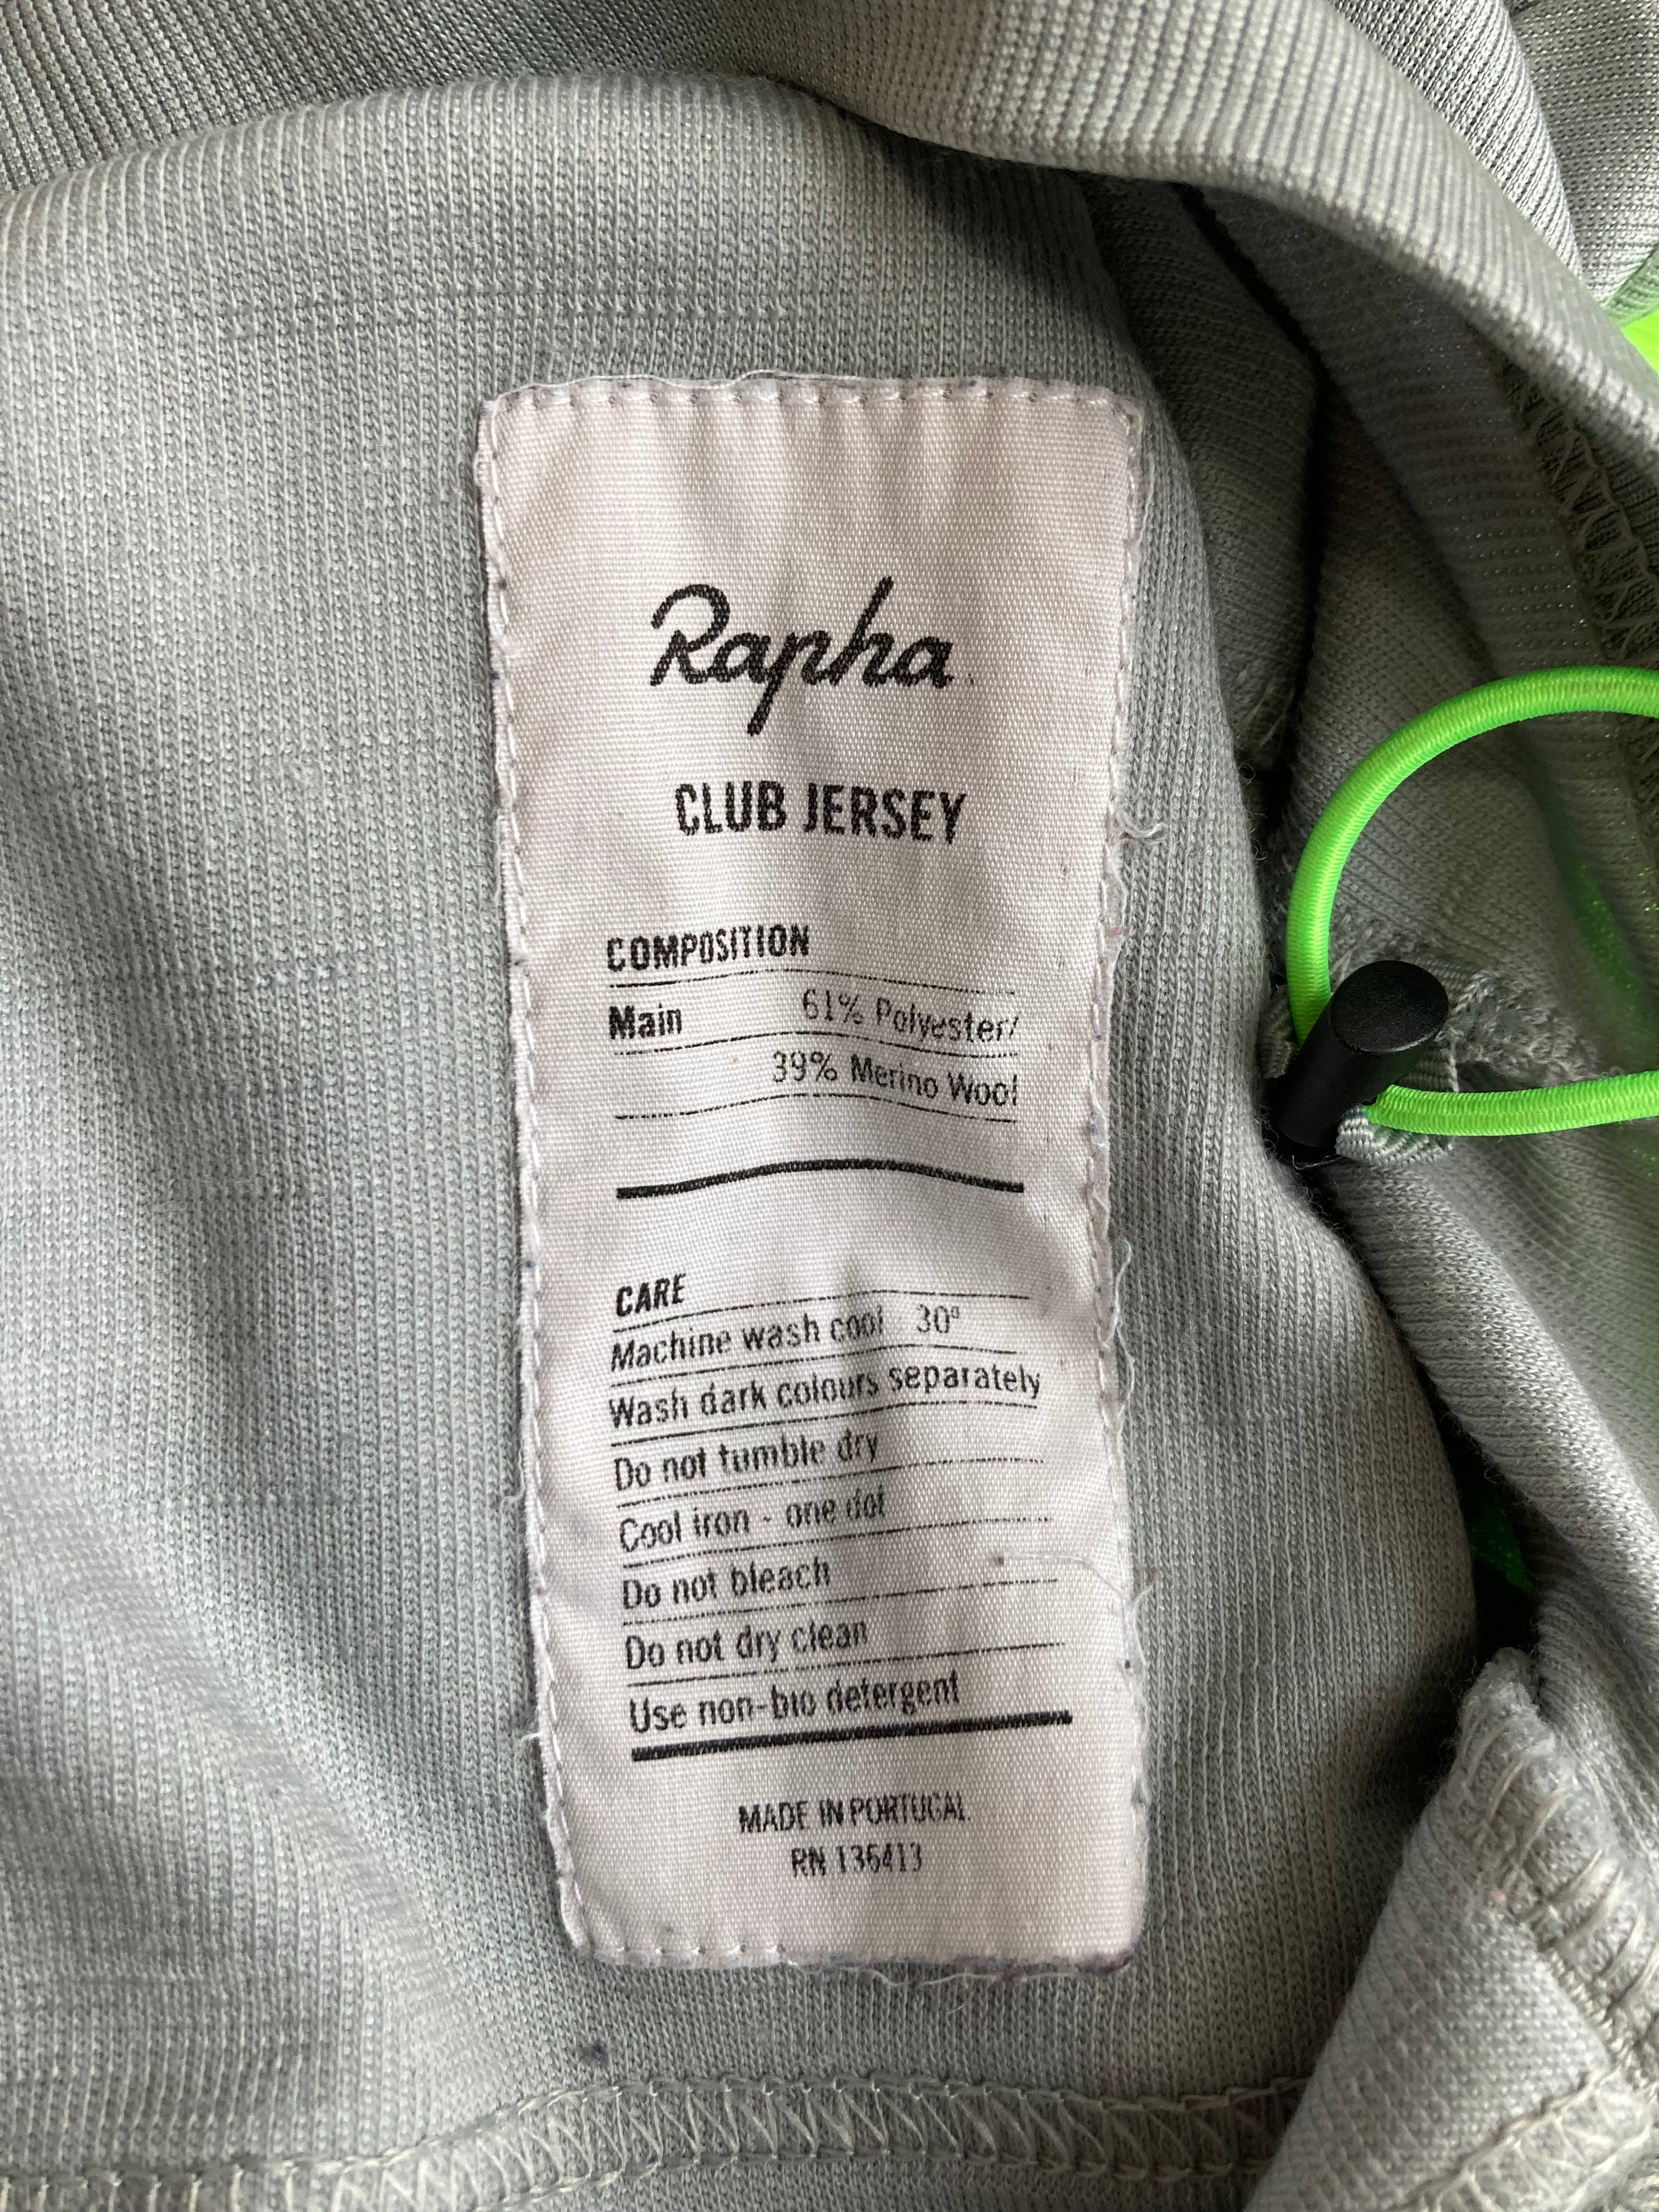 Rapha
CLUB JERSEY
COMPOSITION
Main 61% Polyester/
39% Merino Wool
CARE
Machine wash cool 30°
Wash dark colours separately
Do not tumble dry
Cool iron - one dot
Do not bleach
Do not dry clean
Use non-bio detergent
MADE IN PORTUGAL
RN 136413